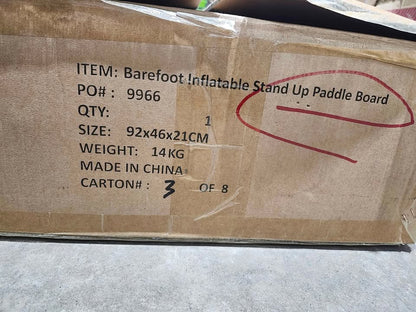 ITEM: Barefoot Inflatable Stand Up Paddle Board
PO# : 9966
QTY: 1
SIZE: 92x46x21CM
WEIGHT: 14KG
MADE IN CHINA
CARTON# : 3 OF 8